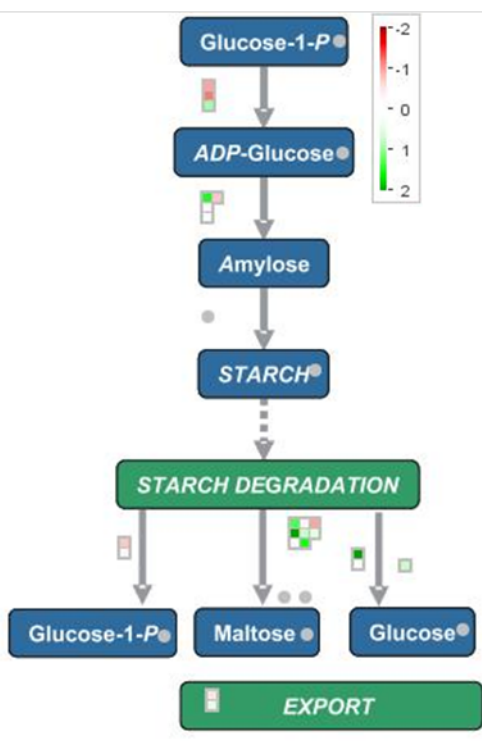 Glucose-1-P
-2
-1
0
1
2
ADP-Glucose
Amylose
STARCH
STARCH DEGRADATION
Glucose-1-P
Maltose
Glucose
EXPORT